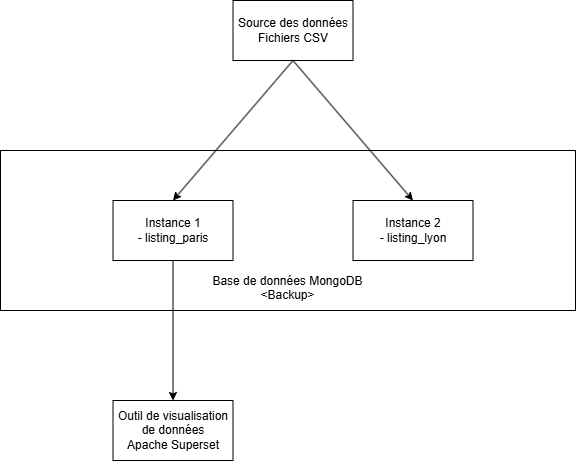 Source des données
Fichiers CSV
Instance 1
- listing_paris
Instance 2
- listing_lyon
Base de données MongoDB
<Backup>
Outil de visualisation
de données
Apache Superset